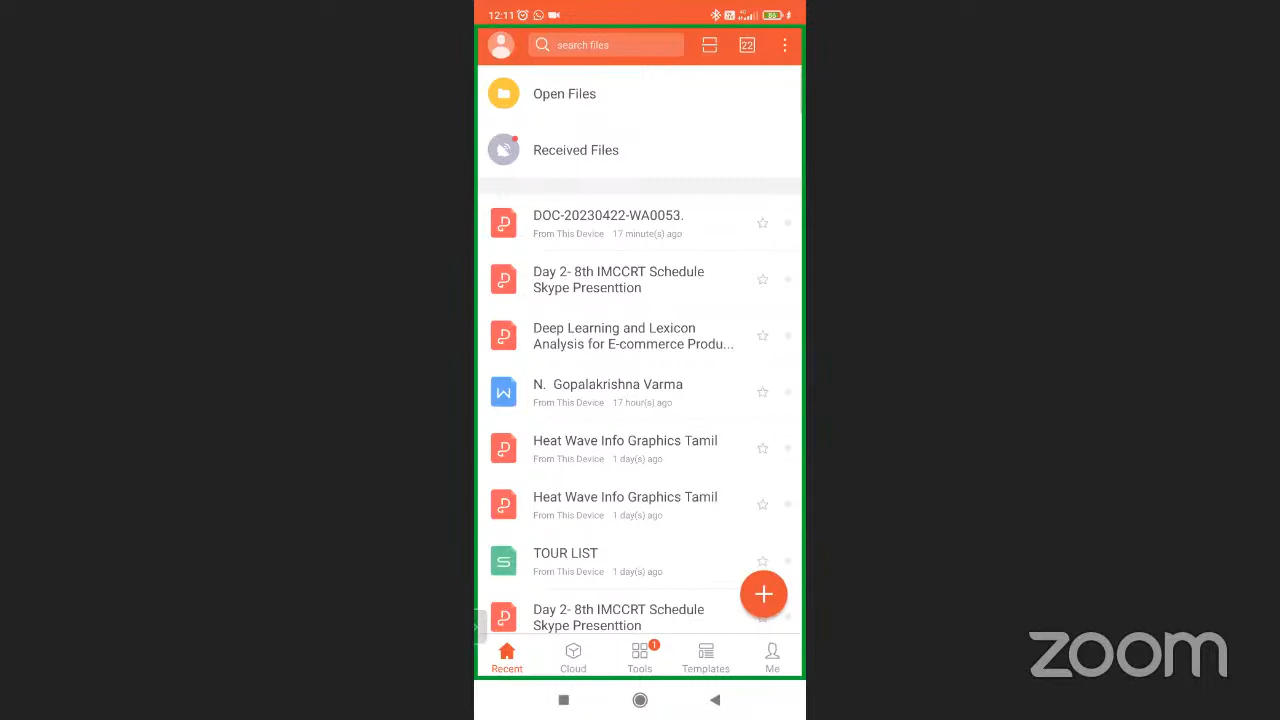 12:11
4G
86
search files
22
Open Files
Received Files
DOC-20230422-WA0053.
From This Device 17 minute(s) ago
Day 2- 8th IMCCRT Schedule
Skype Presenttion
Deep Learning and Lexicon
Analysis for E-commerce Produ...
N. Gopalakrishna Varma
From This Device 17 hour(s) ago
Heat Wave Info Graphics Tamil
From This Device 1 day(s) ago
Heat Wave Info Graphics Tamil
From This Device 1 day(s) ago
TOUR LIST
From This Device 1 day(s) ago
Day 2- 8th IMCCRT Schedule
Skype Presenttion
1
Recent Cloud Tools Templates Me
zoom